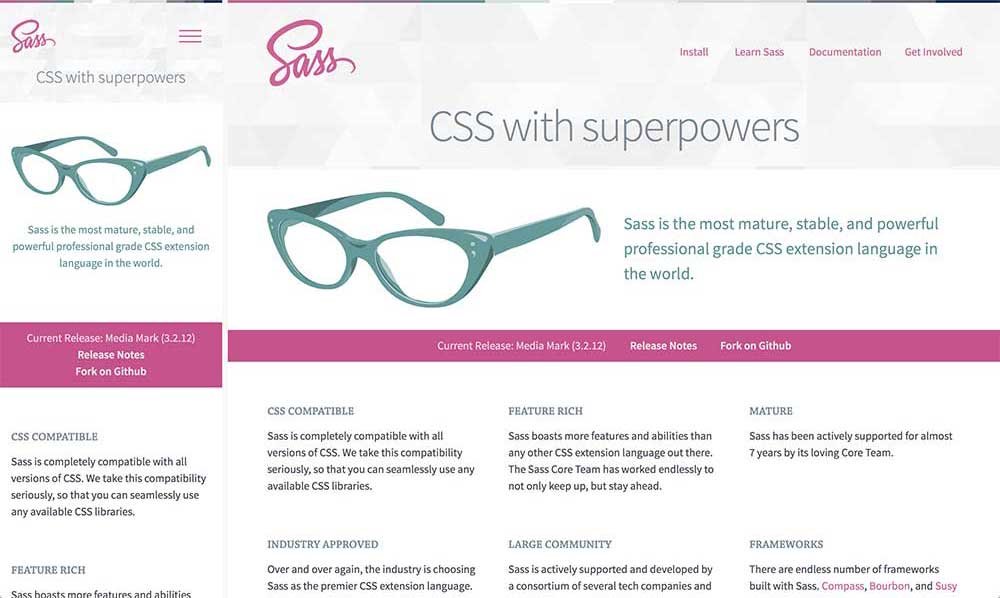 Sass
CSS with superpowers
Sass is the most mature, stable, and
powerful professional grade CSS extension
language in the world.
Current Release: Media Mark (3.2.12)
Release Notes
Fork on Github
CSS COMPATIBLE
Sass is completely compatible with all
versions of CSS. We take this compatibility
seriously, so that you can seamlessly use
any available CSS libraries.
FEATURE RICH
Sass boasts more features and abilities
Sass
Install Learn Sass Documentation Get Involved
CSS with superpowers
Sass is the most mature, stable, and powerful
professional grade CSS extension language in
the world.
Current Release: Media Mark (3.2.12) Release Notes Fork on Github
CSS COMPATIBLE
Sass is completely compatible with all
versions of CSS. We take this compatibility
seriously, so that you can seamlessly use any
available CSS libraries.
FEATURE RICH
Sass boasts more features and abilities than
any other CSS extension language out there.
The Sass Core Team has worked endlessly to
not only keep up, but stay ahead.
MATURE
Sass has been actively supported for almost
7 years by its loving Core Team.
INDUSTRY APPROVED
Over and over again, the industry is choosing
Sass as the premier CSS extension language.
LARGE COMMUNITY
Sass is actively supported and developed by
a consortium of several tech companies and
FRAMEWORKS
There are endless number of frameworks
built with Sass. Compass, Bourbon, and Susy